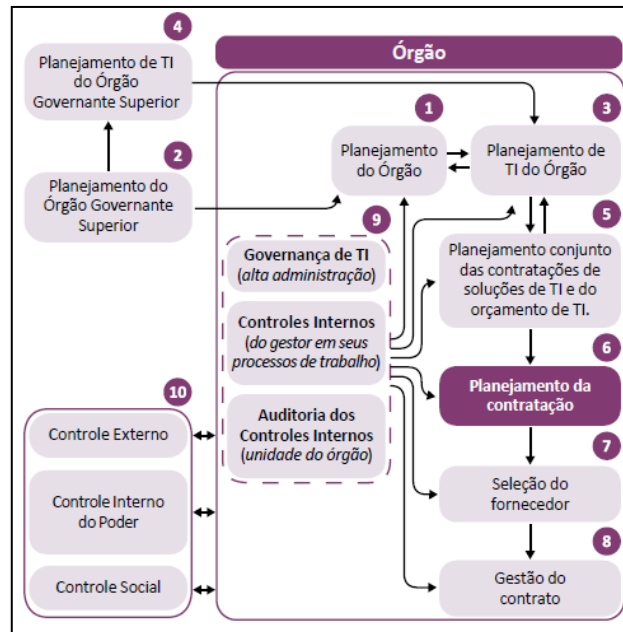 4
Planejamento de TI
do Órgão
Governante Superior
2
Planejamento do
Órgão Governante
Superior
Órgão
1
Planejamento
do Órgão
3
Planejamento de
TI do Órgão
5
Planejamento conjunto
das contratações de
soluções de TI e do
orçamento de TI.
6
Planejamento da
contratação
7
Seleção do
fornecedor
8
Gestão do
contrato
9
Governança de TI
(alta administração)
Controles Internos
(do gestor em seus
processos de trabalho)
Auditoria dos
Controles Internos
(unidade do órgão)
10
Controle Externo
Controle Interno
do Poder
Controle Social